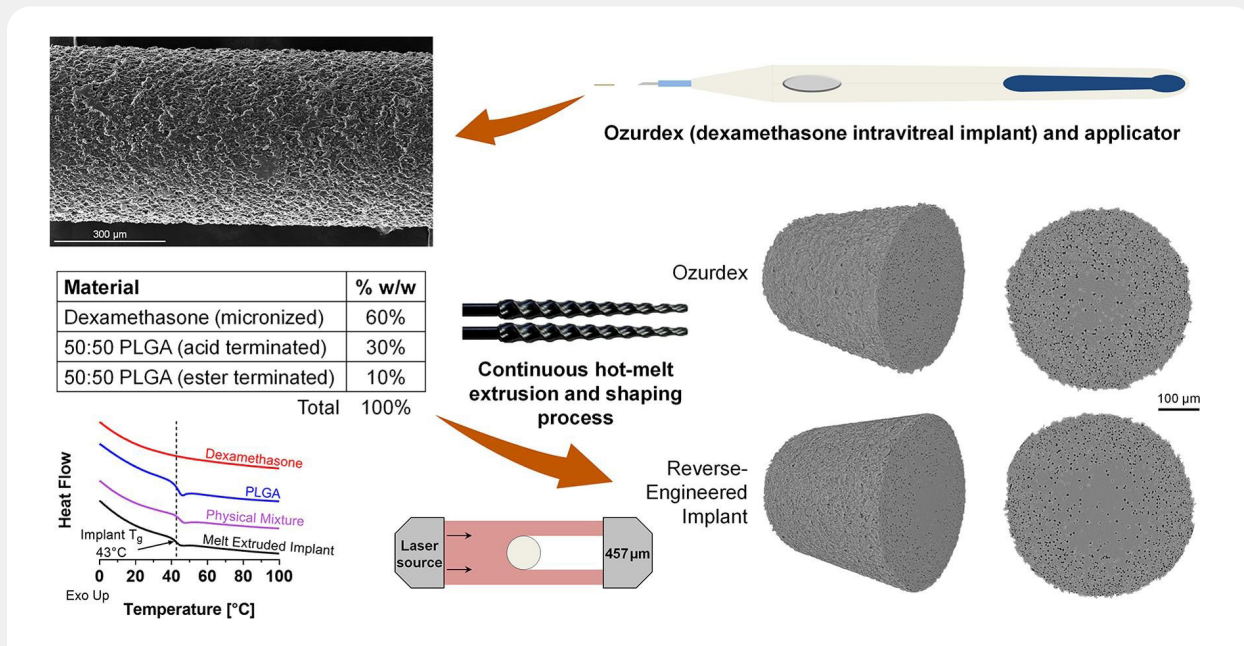 300 µm
Ozurdex (dexamethasone intravitreal implant) and applicator
Material % w/w
Dexamethasone (micronized) 60%
50:50 PLGA (acid terminated) 30%
50:50 PLGA (ester terminated) 10%
Total 100%
Continuous hot-melt
extrusion and shaping
process
Ozurdex
100 µm
Reverse-
Engineered
Implant
Heat Flow
Dexamethasone
PLGA
Physical Mixture
Implant Tg
43°C
Melt Extruded Implant
0 20 40 60 80 100
Exo Up
Temperature [°C]
Laser
source
457µm